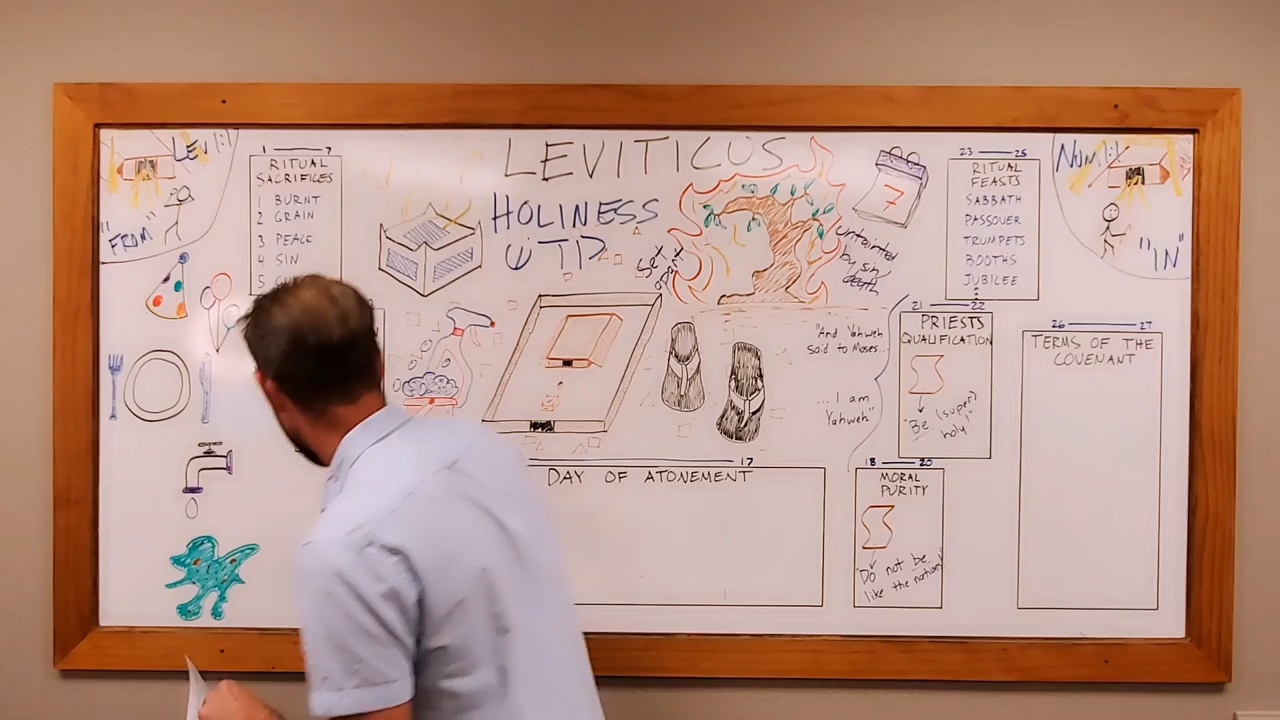 LEVITICUS
HOLINESS
LEV 1:1
"FROM"
1 7
RITUAL
SACRIFICES
1 BURNT
2 GRAIN
3 PEACE
4 SIN
5
Set
apart
7
untainted
by sin,
death
"And Yahweh
said to Moses...
... I am
Yahweh"
17
DAY OF ATONEMENT
23 25
RITUAL
FEASTS
SABBATH
PASSOVER
TRUMPETS
BOOTHS
JUBILEE
21 22
PRIESTS
QUALIFICATION
"Be (super)
holy!"
18 20
MORAL
PURITY
"Do not be
like the nations"
NUM 1:1
"IN"
26 27
TERMS OF THE
COVENANT